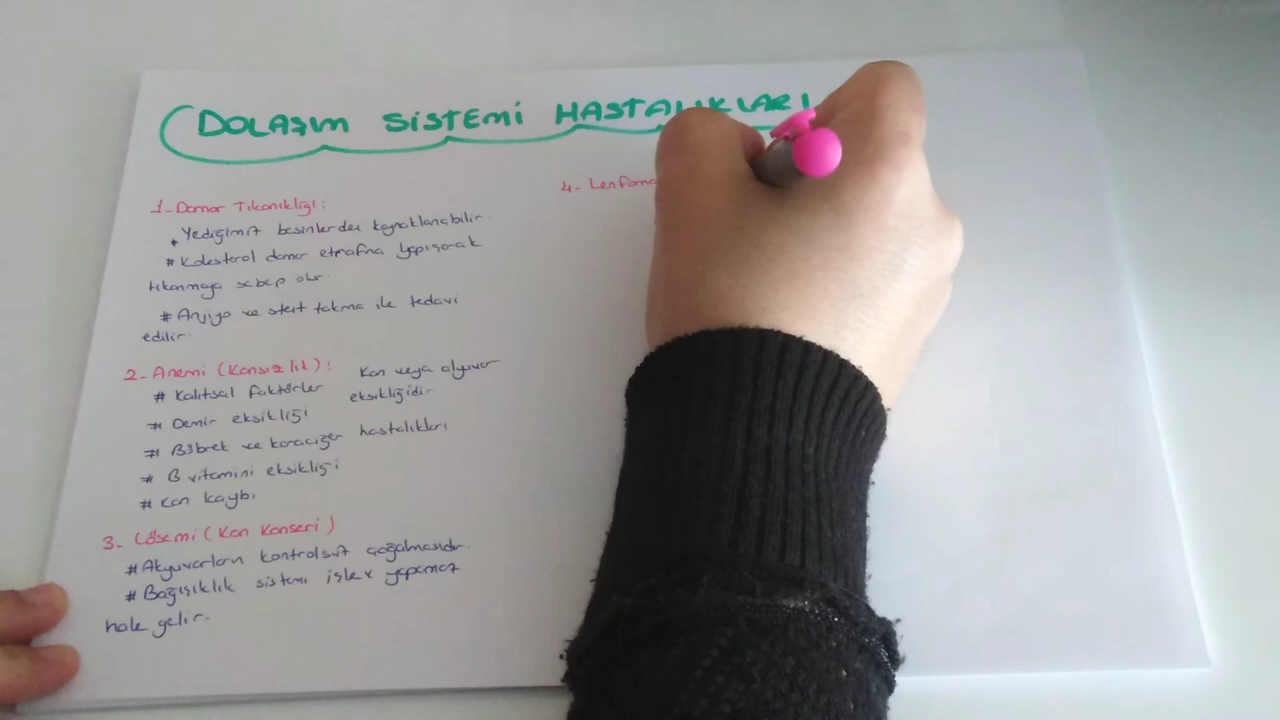 DOLAŞIM SİSTEMİ HASTALIKLARI
1- Damar Tıkanıklığı:
* Yediğimiz besinlerden kaynaklanabilir.
# Kolesterol damar etrafına yapışarak
tıkanmaya sebep olur.
# Anjiyo ve stent takma ile tedavi
edilir.
2- Anemi (Kansızlık): Kan veya alyuvar
eksikliğidir.
# Kalıtsal faktörler
# Demir eksikliği
# Böbrek ve karaciğer hastalıkları
# B vitamini eksikliği
# Kan kaybı
3- Lösemi (Kan Kanseri)
# Akyuvarların kontrolsüz çoğalmasıdır.
# Bağışıklık sistemi işlev yapamaz
hale gelir.
4- Lenfoma